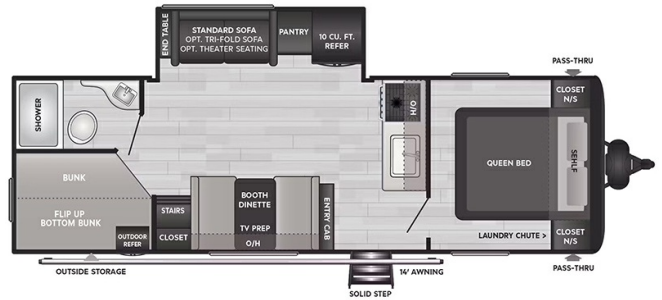 END TABLE
STANDARD SOFA
OPT. TRI-FOLD SOFA
OPT. THEATER SEATING
PANTRY
10 CU. FT.
REFER
PASS-THRU
SHOWER
O/H
CLOSET
N/S
QUEEN BED
SEHLF
BUNK
FLIP UP
BOTTOM BUNK
OUTDOOR
REFER
STAIRS
CLOSET
BOOTH
DINETTE
TV PREP
O/H
ENTRY CAB
LAUNDRY CHUTE >
CLOSET
N/S
OUTSIDE STORAGE
14' AWNING
PASS-THRU
SOLID STEP